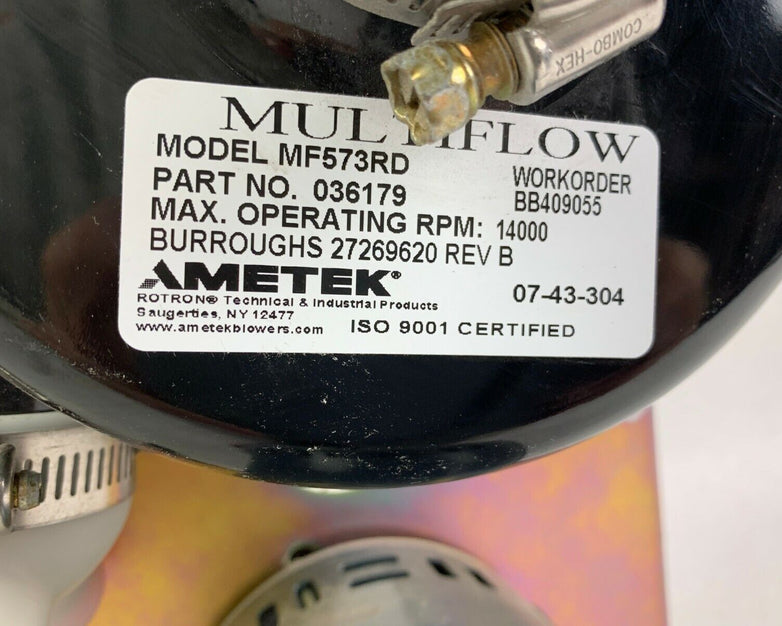 COMBO-HEX
MULTIFLOW
MODEL MF573RD
PART NO. 036179
WORKORDER
BB409055
MAX. OPERATING RPM: 14000
BURROUGHS 27269620 REV B
AMETEK®
07-43-304
ROTRON® Technical & Industrial Products
Saugerties, NY 12477
www.ametekblowers.com ISO 9001 CERTIFIED